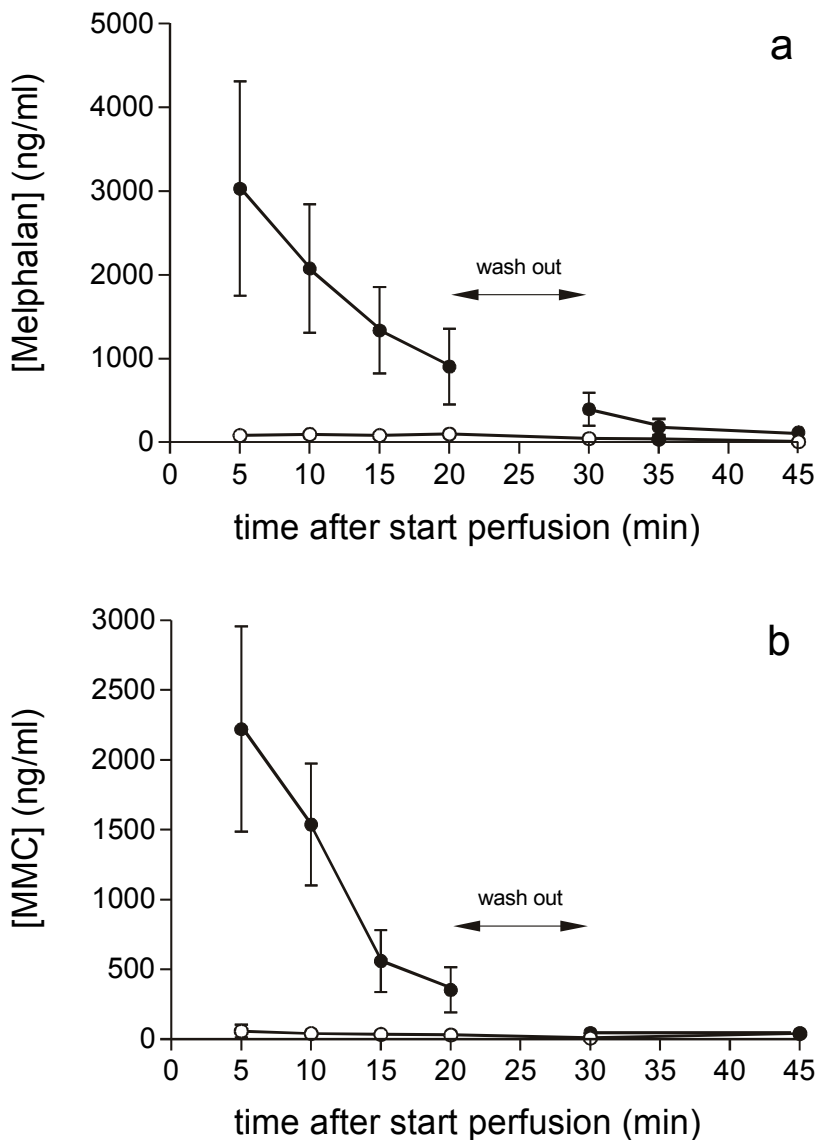 a
[Melphalan] (ng/ml)
5000
4000
3000
2000
1000
0
wash out
0 5 10 15 20 25 30 35 40 45
time after start perfusion (min)
b
[MMC] (ng/ml)
3000
2500
2000
1500
1000
500
0
wash out
0 5 10 15 20 25 30 35 40 45
time after start perfusion (min)